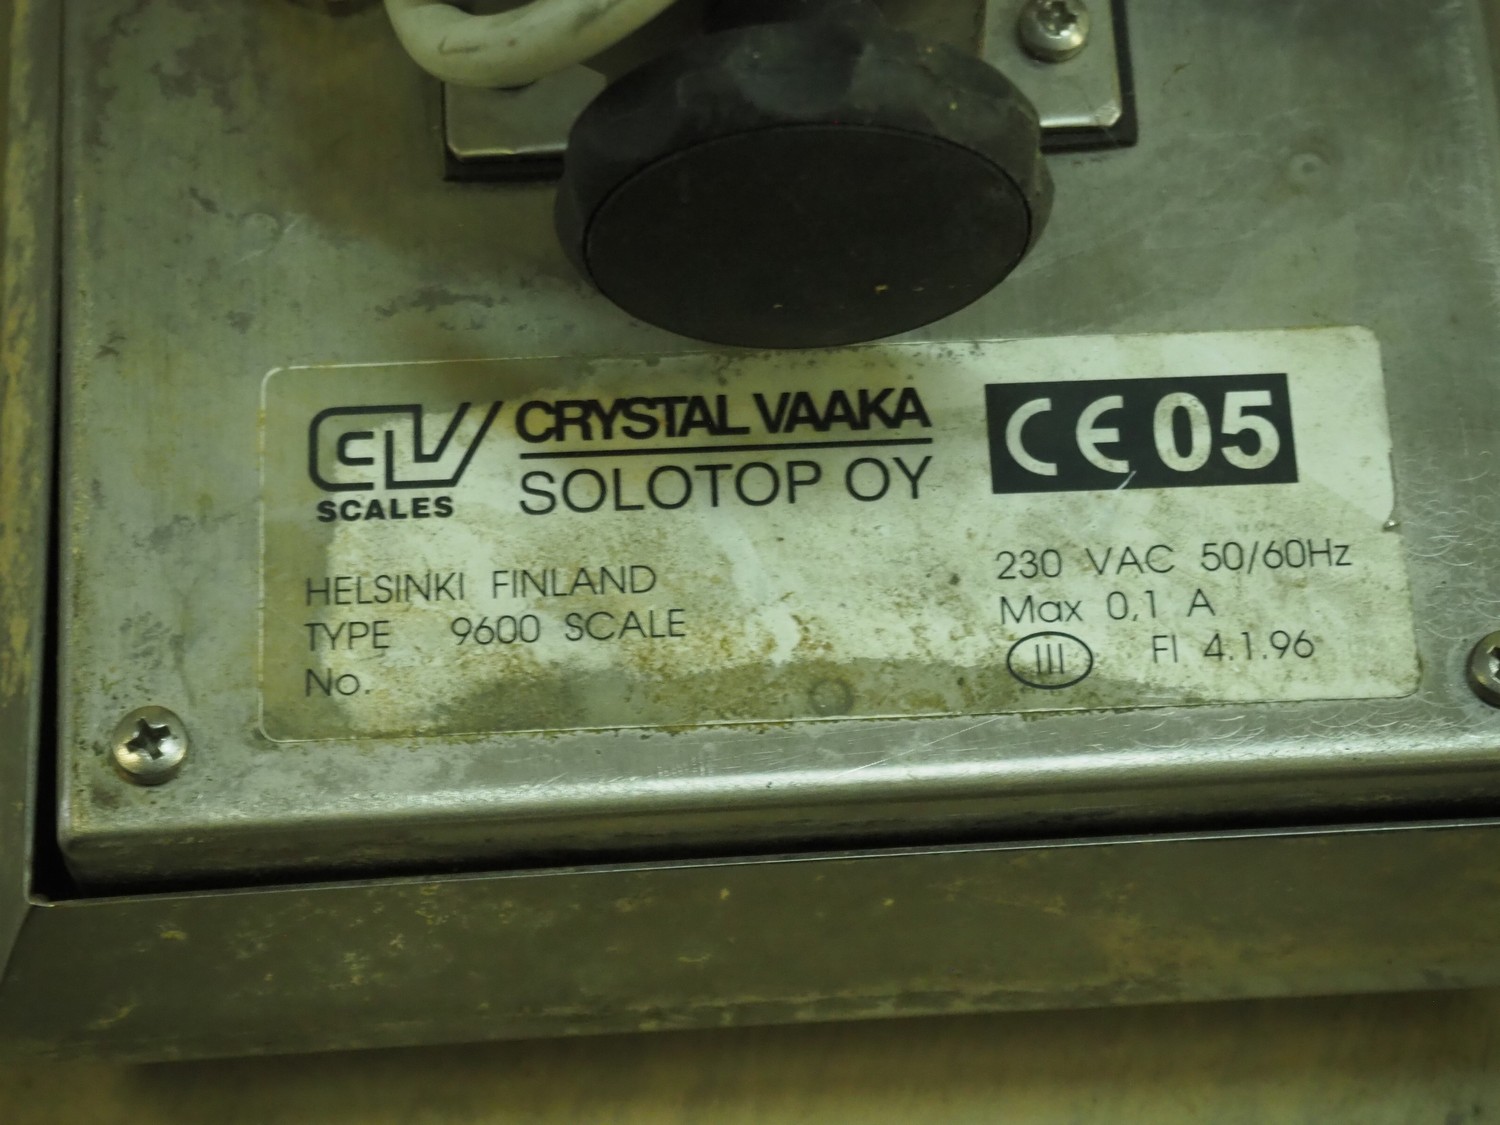 CV
SCALES
CRYSTAL VAAKA
SOLOTOP OY
CE 05
HELSINKI FINLAND
TYPE 9600 SCALE
No.
230 VAC 50/60Hz
Max 0,1 A
III FI 4.1.96